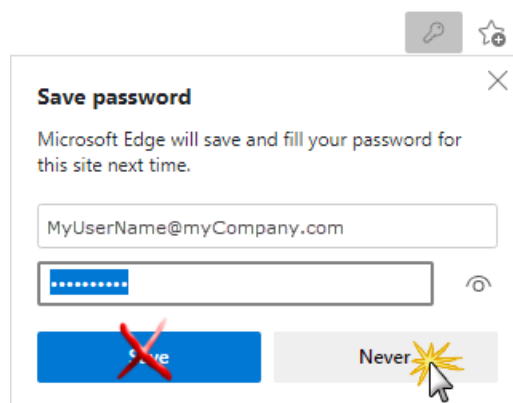 Save password
Microsoft Edge will save and fill your password for
this site next time.
MyUserName@myCompany.com
••••••••••
Save
Never